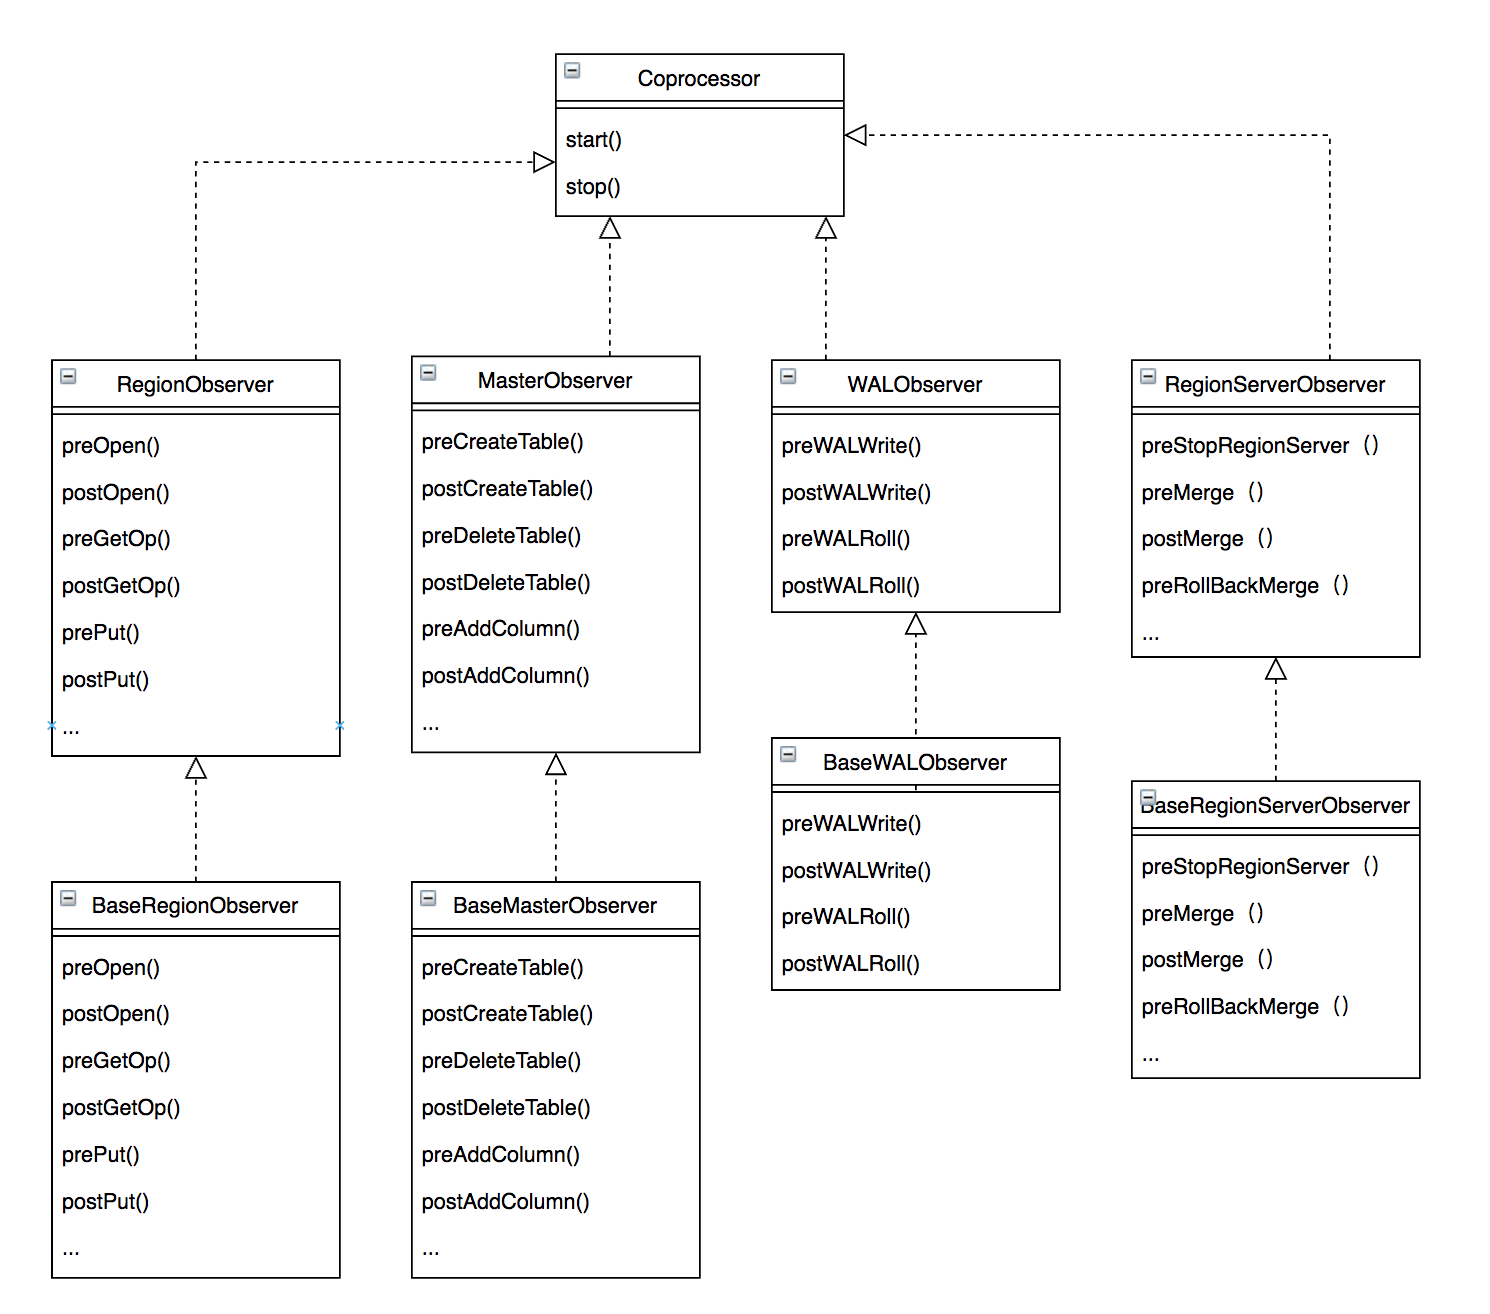 Coprocessor
start()
stop()
RegionObserver
preOpen()
postOpen()
preGetOp()
postGetOp()
prePut()
postPut()
...
MasterObserver
preCreateTable()
postCreateTable()
preDeleteTable()
postDeleteTable()
preAddColumn()
postAddColumn()
...
WALObserver
preWALWrite()
postWALWrite()
preWALRoll()
postWALRoll()
RegionServerObserver
preStopRegionServer ()
preMerge ()
postMerge ()
preRollBackMerge ()
...
BaseRegionObserver
preOpen()
postOpen()
preGetOp()
postGetOp()
prePut()
postPut()
...
BaseMasterObserver
preCreateTable()
postCreateTable()
preDeleteTable()
postDeleteTable()
preAddColumn()
postAddColumn()
...
BaseWALObserver
preWALWrite()
postWALWrite()
preWALRoll()
postWALRoll()
BaseRegionServerObserver
preStopRegionServer ()
preMerge ()
postMerge ()
preRollBackMerge ()
...